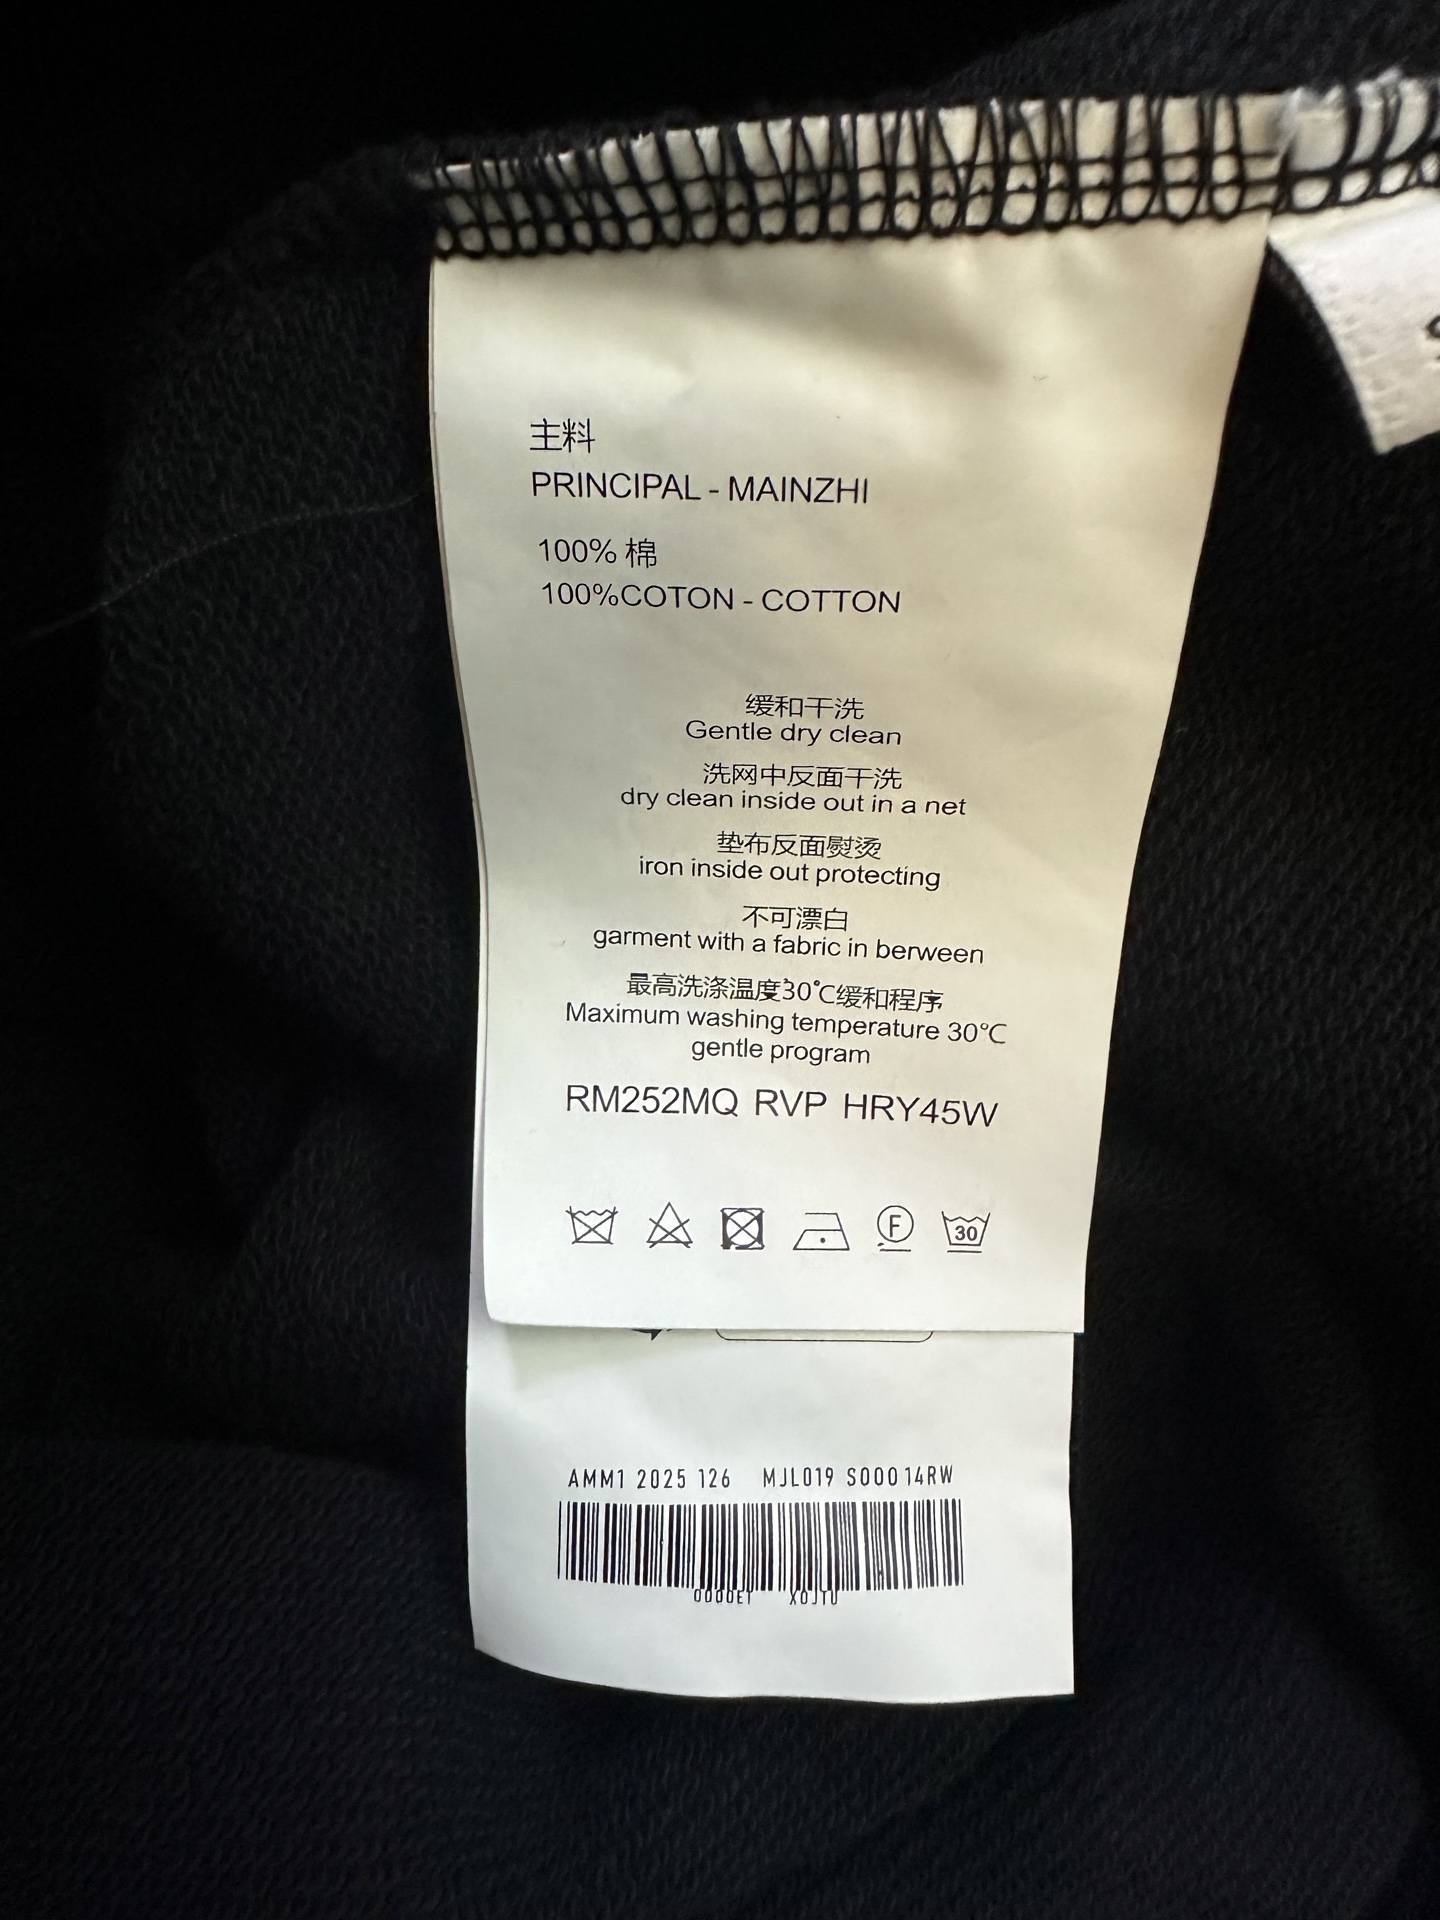 主料
PRINCIPAL - MAINZHI
100% 棉
100%COTON - COTTON
缓和干洗
Gentle dry clean
洗网中反面干洗
dry clean inside out in a net
垫布反面熨烫
iron inside out protecting
不可漂白
garment with a fabric in berween
最高洗涤温度30℃缓和程序
Maximum washing temperature 30℃
gentle program
RM252MQ RVP HRY45W
F
30
AMM1 2025 126 MJL019 S000 14RW